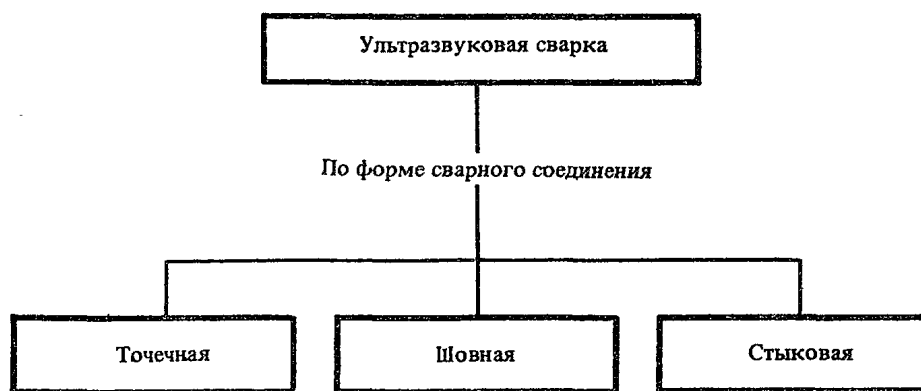 Ультразвуковая сварка
По форме сварного соединения
Точечная
Шовная
Стыковая